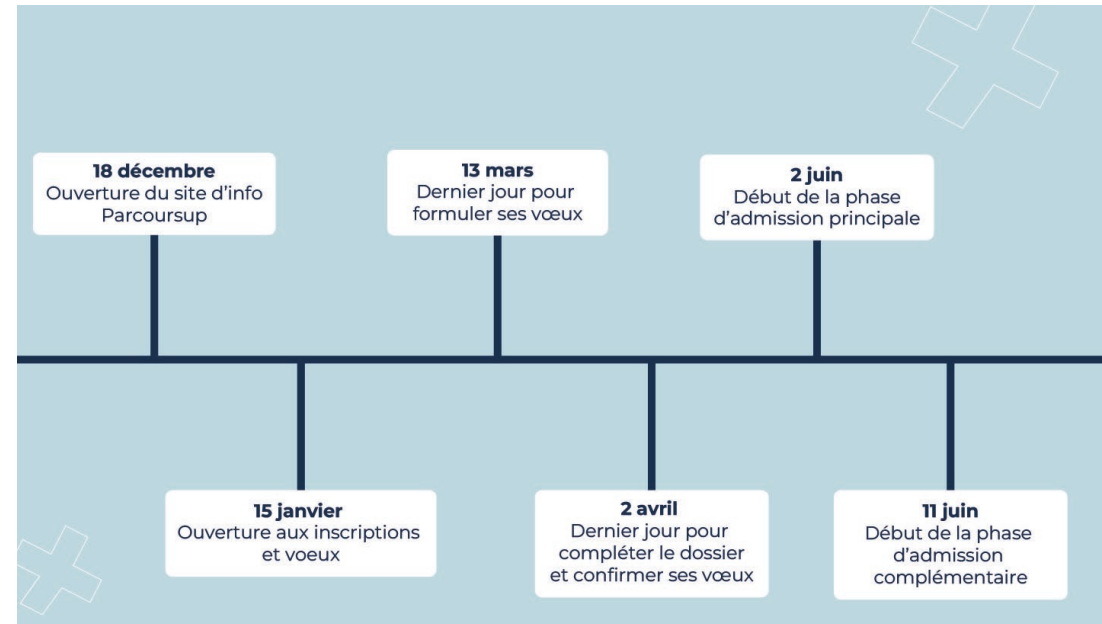 18 décembre
Ouverture du site d'info
Parcoursup
15 janvier
Ouverture aux inscriptions
et voeux
13 mars
Dernier jour pour
formuler ses vœux
2 avril
Dernier jour pour
compléter le dossier
et confirmer ses vœux
2 juin
Début de la phase
d'admission principale
11 juin
Début de la phase
d'admission
complémentaire